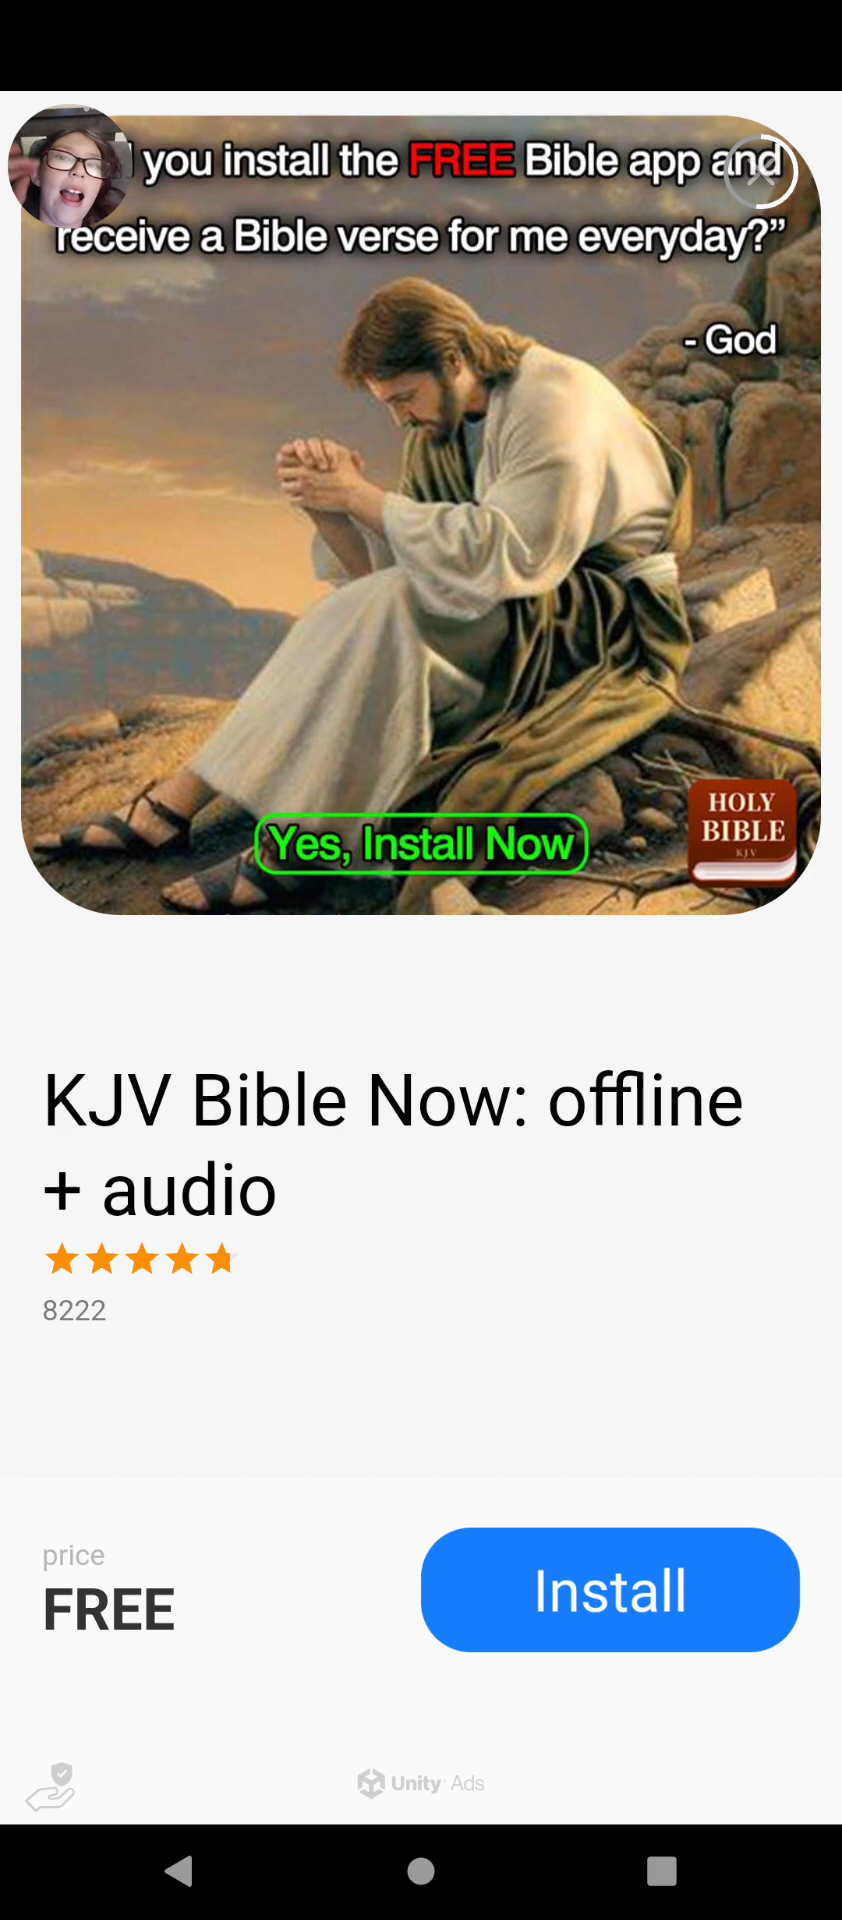 you install the FREE Bible app and
receive a Bible verse for me everyday?”
- God
Yes, Install Now
HOLY
BIBLE
KJV
KJV Bible Now: offline
+ audio
8222
price
FREE
Install
Unity Ads